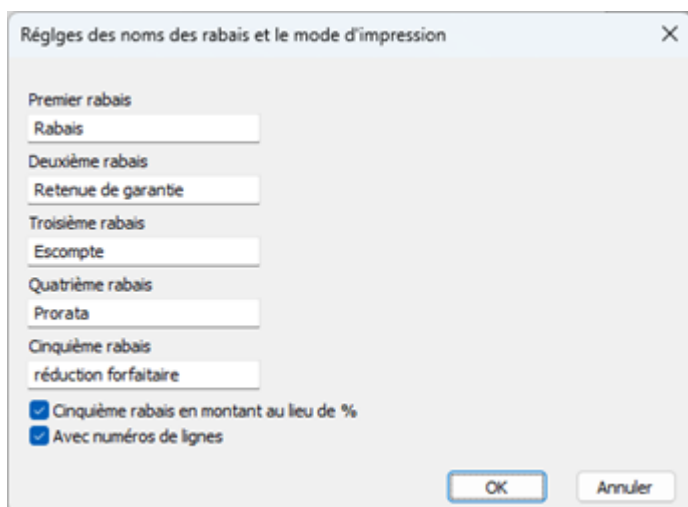 Réglges des noms des rabais et le mode d'impression
Premier rabais
Rabais
Deuxième rabais
Retenue de garantie
Troisième rabais
Escompte
Quatrième rabais
Prorata
Cinquième rabais
réduction forfaitaire
Cinquième rabais en montant au lieu de %
Avec numéros de lignes
OK
Annuler